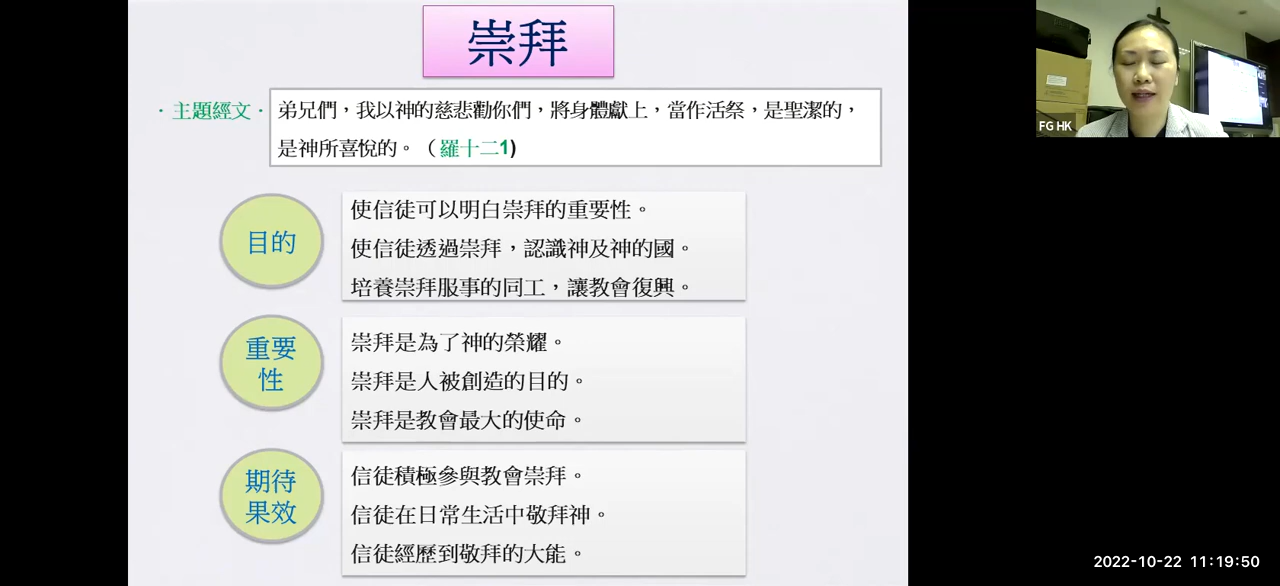 崇拜
· 主題經文 ·
弟兄們，我以神的慈悲勸你們，將身體獻上，當作活祭，是聖潔的，
是神所喜悅的。（羅十二1)
目的
使信徒可以明白崇拜的重要性。
使信徒透過崇拜，認識神及神的國。
培養崇拜服事的同工，讓教會復興。
重要
性
崇拜是為了神的榮耀。
崇拜是人被創造的目的。
崇拜是教會最大的使命。
期待
果效
信徒積極參與教會崇拜。
信徒在日常生活中敬拜神。
信徒經歷到敬拜的大能。
FG HK
2022-10-22 11:19:50